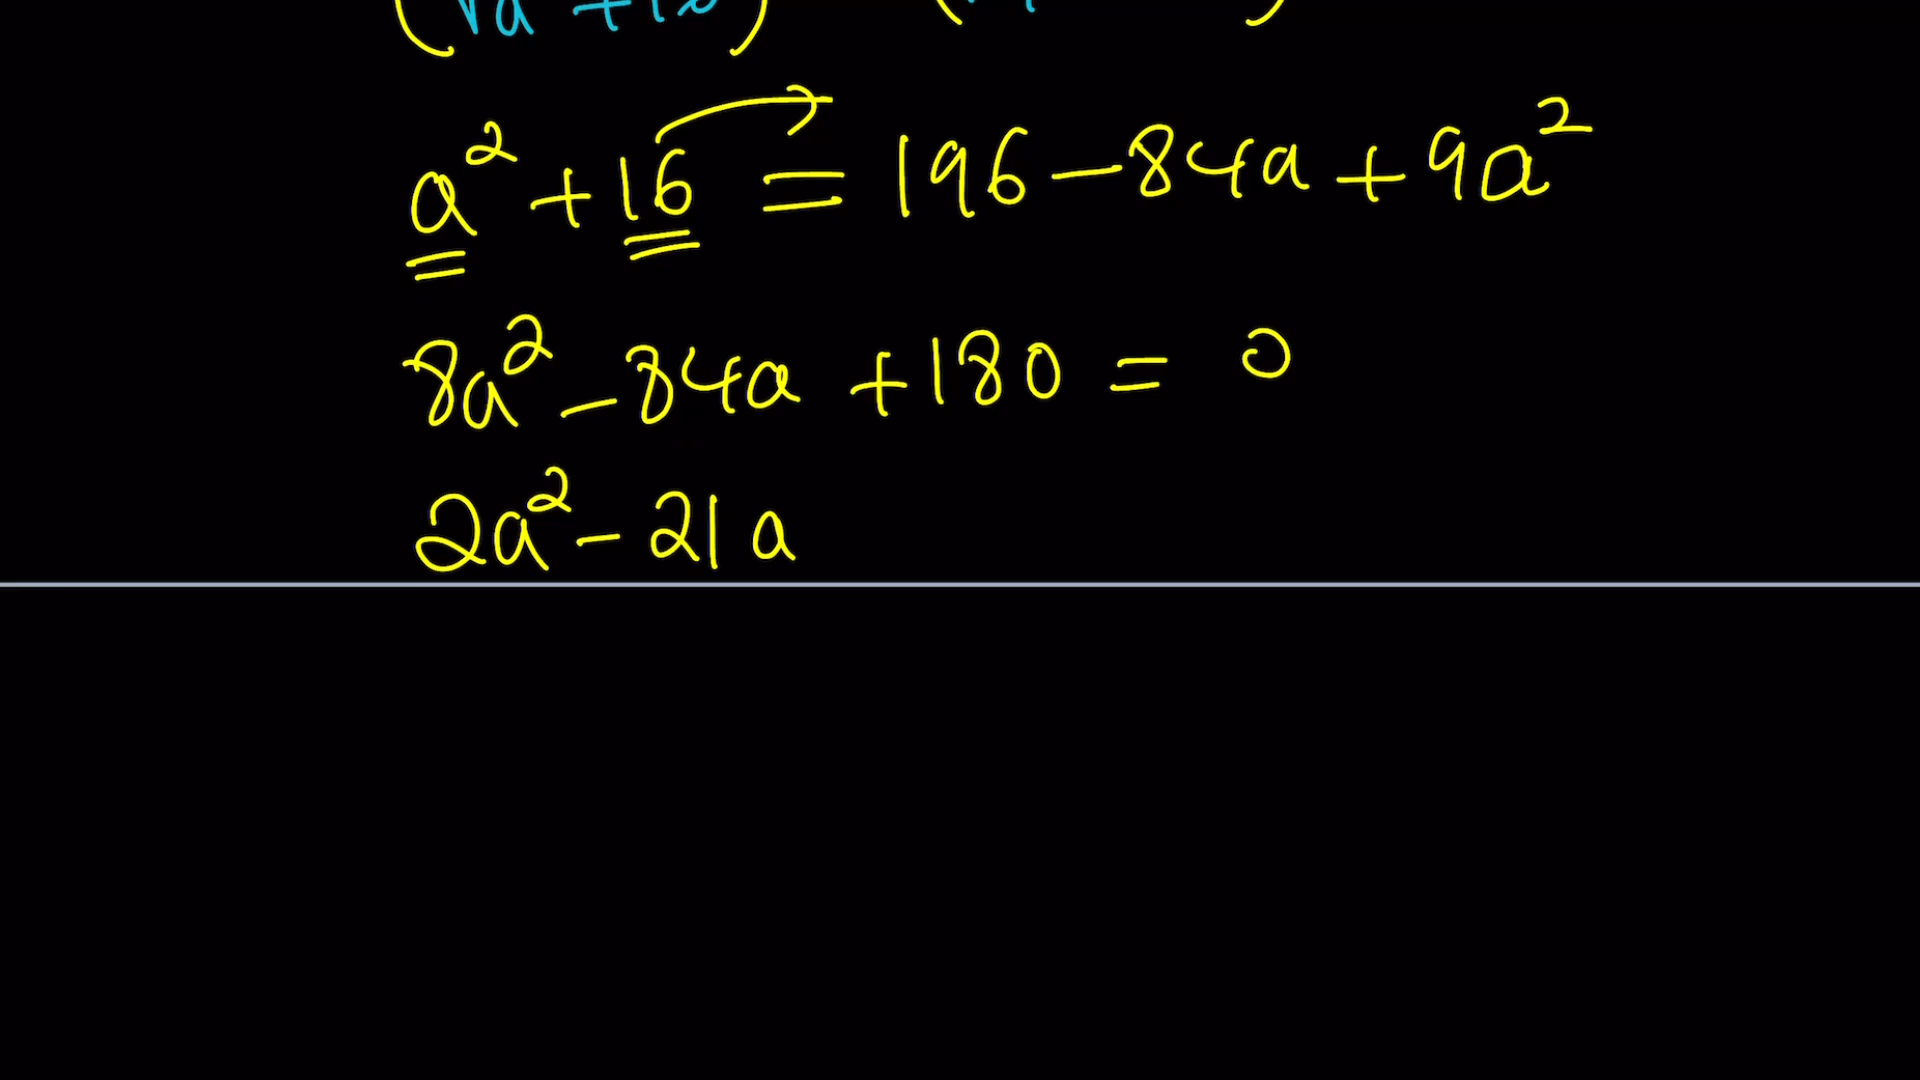 a² + 16 = 196 - 84a + 9a²
8a² - 84a + 180 = 0
2a² - 21a